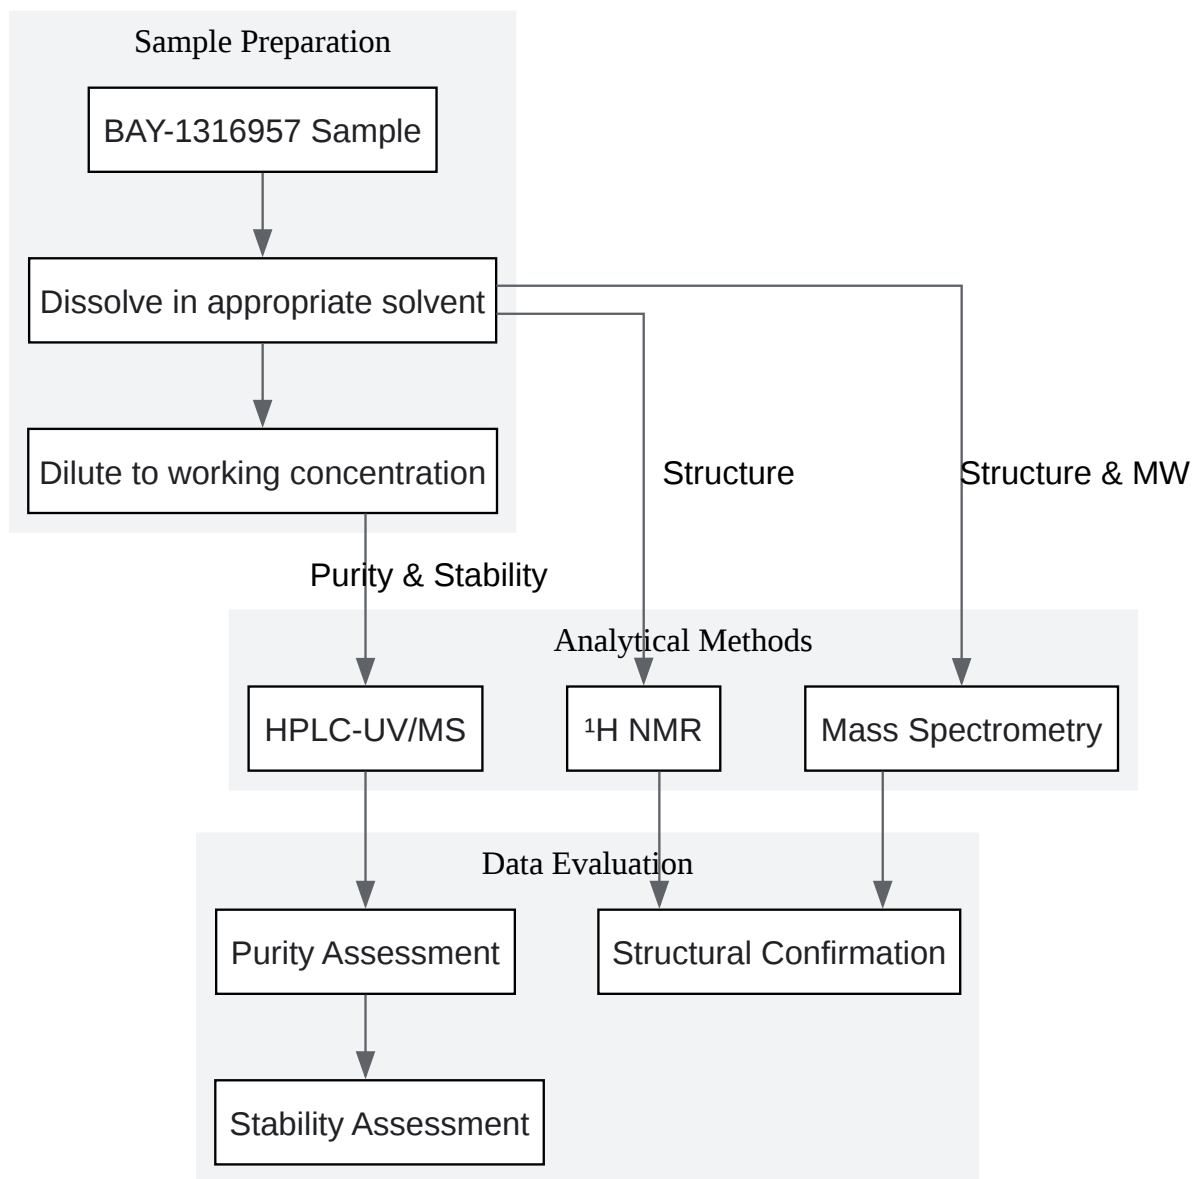 Sample Preparation
BAY-1316957 Sample
Dissolve in appropriate solvent
Dilute to working concentration
Structure
Structure & MW
Purity & Stability
Analytical Methods
HPLC-UV/MS
¹H NMR
Mass Spectrometry
Data Evaluation
Purity Assessment
Structural Confirmation
Stability Assessment